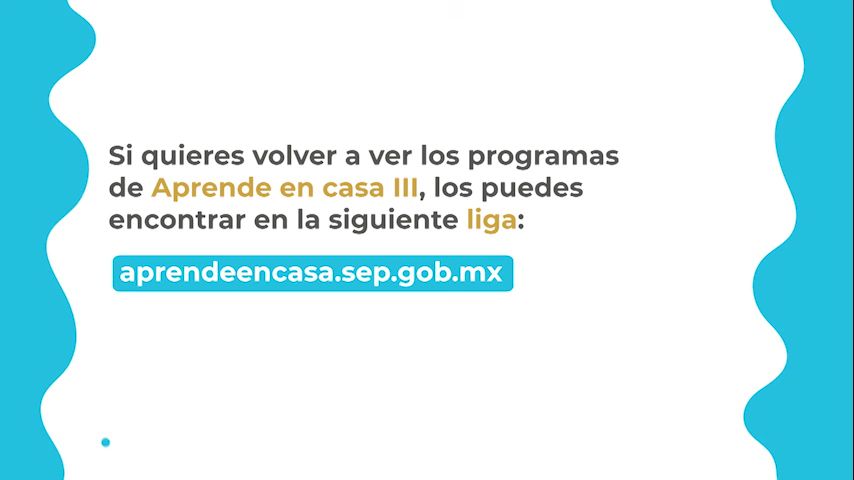 Si quieres volver a ver los programas
de Aprende en casa III, los puedes
encontrar en la siguiente liga:
aprendeencasa.sep.gob.mx